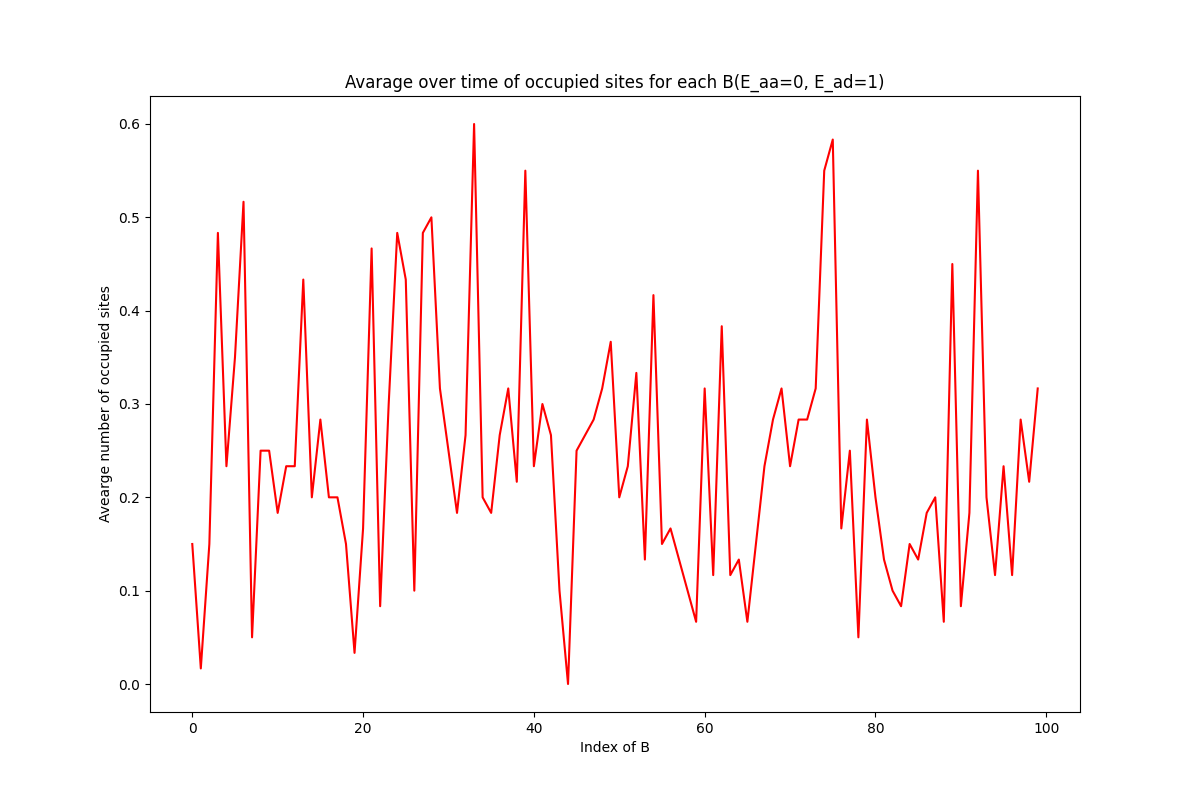 Avarage over time of occupied sites for each B(E_aa=0, E_ad=1)
0.6
0.5
0.4
0.3
0.2
0.1
0.0
Avearge number of occupied sites
0 20 40 60 80 100
Index of B